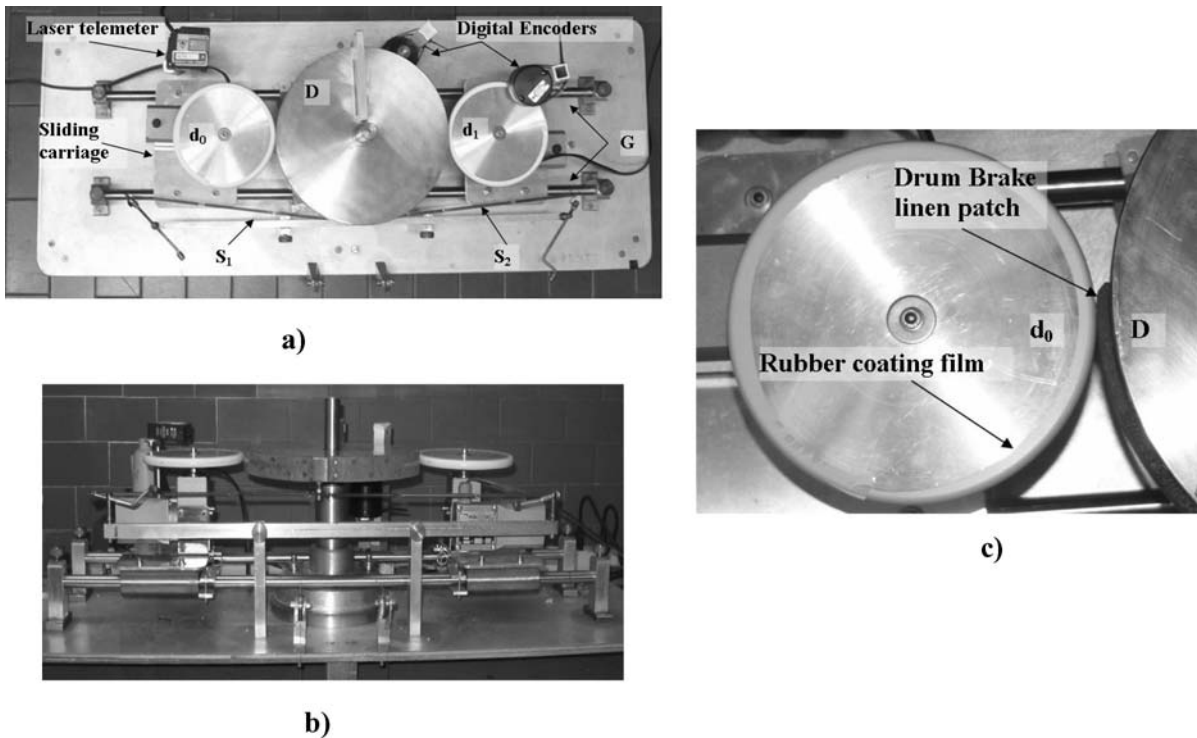 Laser telemeter
Digital Encoders
D
d₀
d₁
Sliding
carriage
G
S₁
S₂
a)
b)
Drum Brake
linen patch
d₀
D
Rubber coating film
c)